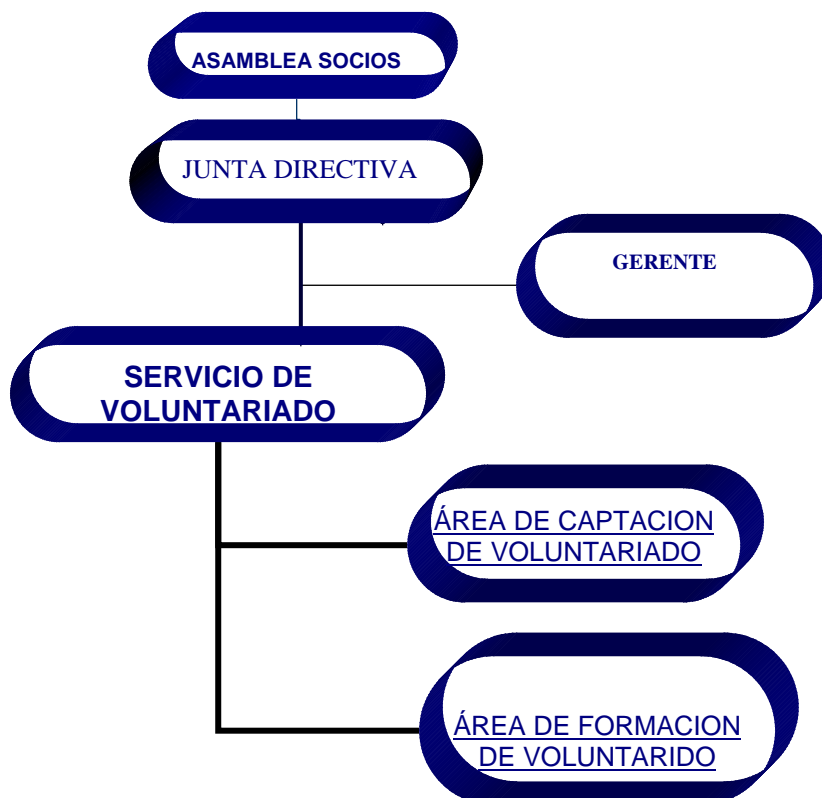 ASAMBLEA SOCIOS
JUNTA DIRECTIVA
GERENTE
SERVICIO DE
VOLUNTARIADO
ÁREA DE CAPTACION
DE VOLUNTARIADO
ÁREA DE FORMACION
DE VOLUNTARIDO